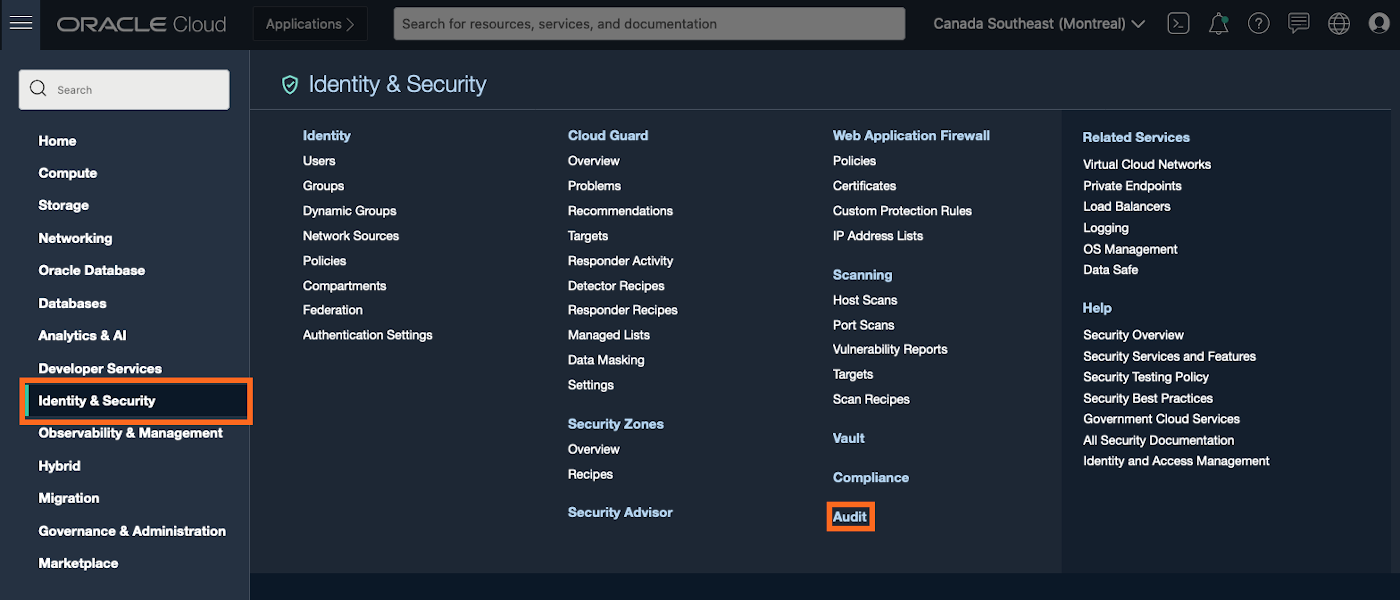 ORACLE Cloud
Applications
Search for resources, services, and documentation
Canada Southeast (Montreal)
Search
Home
Compute
Storage
Networking
Oracle Database
Databases
Analytics & AI
Developer Services
Identity & Security
Observability & Management
Hybrid
Migration
Governance & Administration
Marketplace
Identity & Security
Identity
Users
Groups
Dynamic Groups
Network Sources
Policies
Compartments
Federation
Authentication Settings
Cloud Guard
Overview
Problems
Recommendations
Targets
Responder Activity
Detector Recipes
Responder Recipes
Managed Lists
Data Masking
Settings
Security Zones
Overview
Recipes
Security Advisor
Web Application Firewall
Policies
Certificates
Custom Protection Rules
IP Address Lists
Scanning
Host Scans
Port Scans
Vulnerability Reports
Targets
Scan Recipes
Vault
Compliance
Audit
Related Services
Virtual Cloud Networks
Private Endpoints
Load Balancers
Logging
OS Management
Data Safe
Help
Security Overview
Security Services and Features
Security Testing Policy
Security Best Practices
Government Cloud Services
All Security Documentation
Identity and Access Management